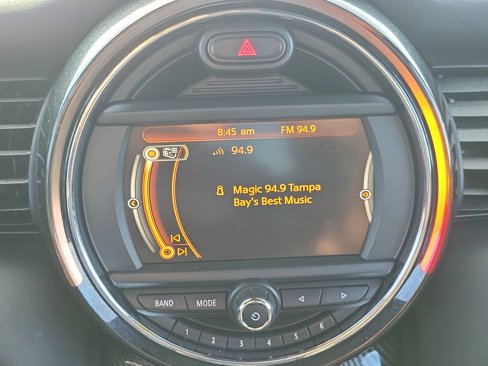 8:45 am FM 94.9
94.9
Magic 94.9 Tampa
Bay's Best Music
BAND MODE
1 2 3 4 5 6